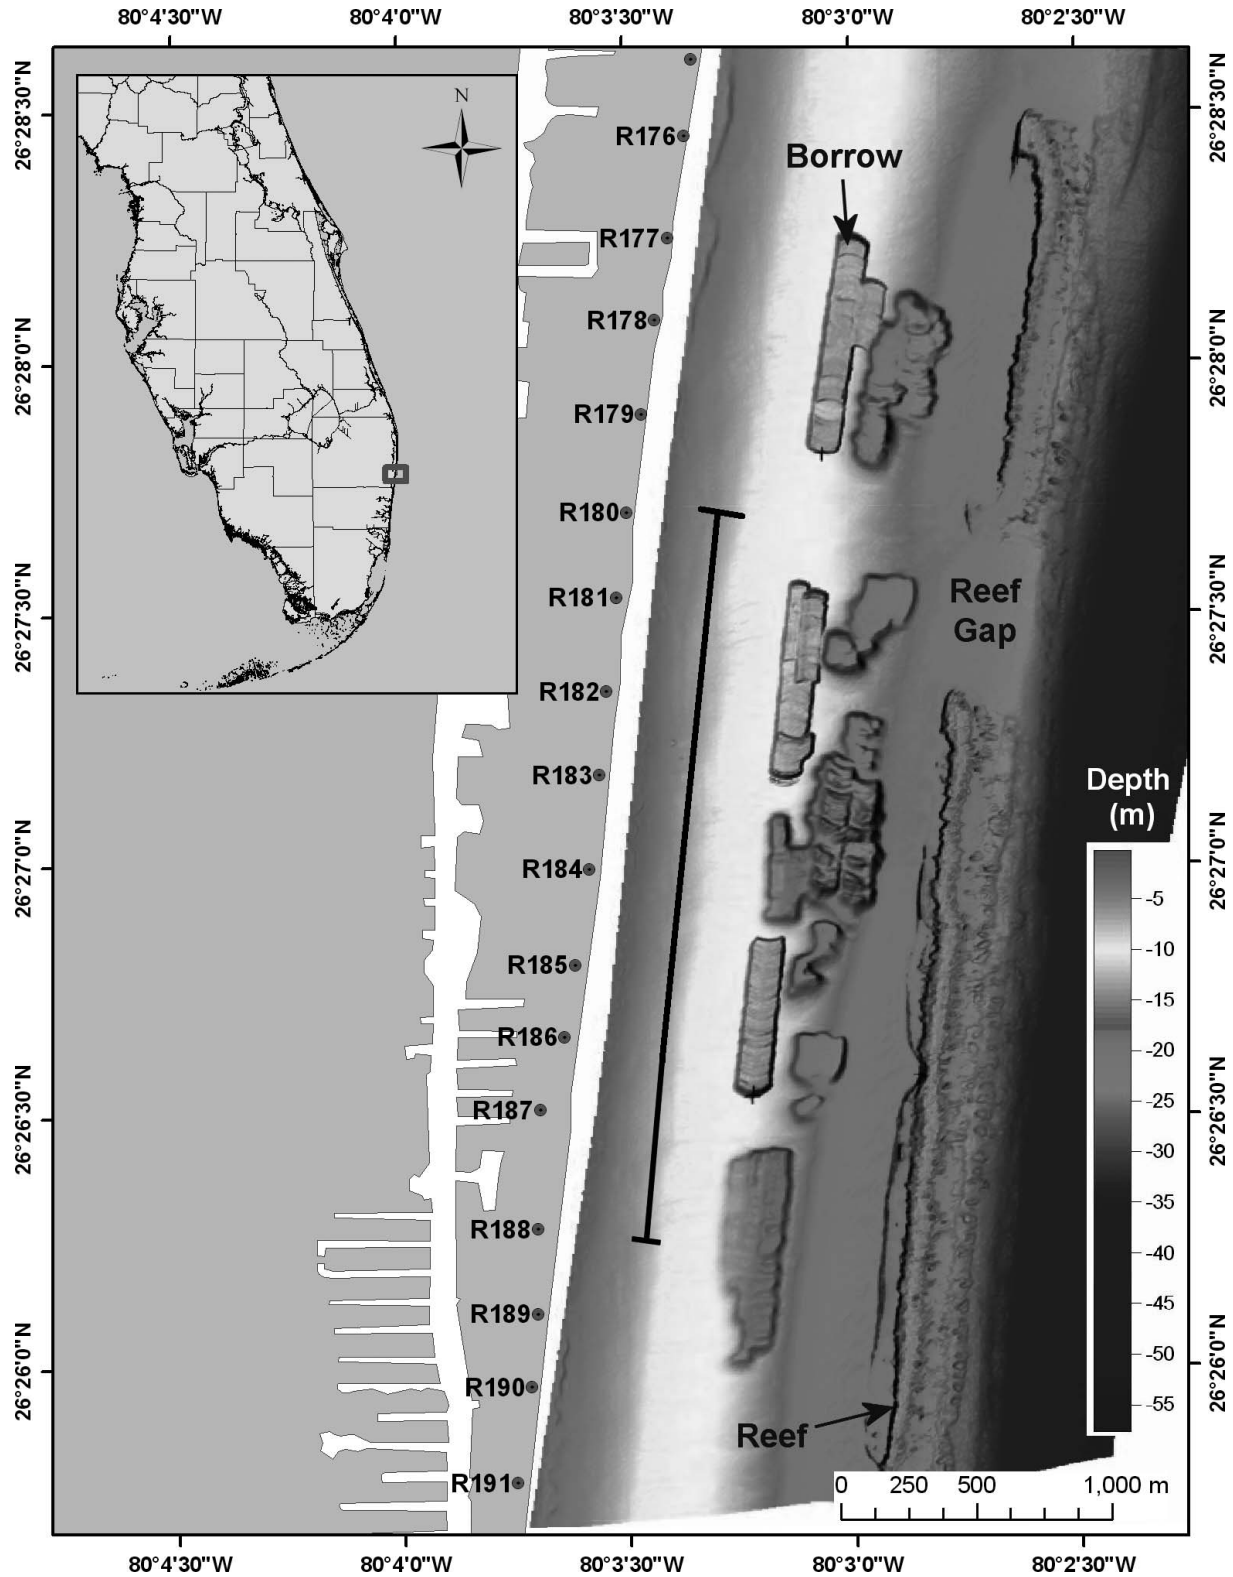 80°4'30"W 80°4'0"W 80°3'30"W 80°3'0"W 80°2'30"W
26°28'30"N
26°28'0"N
26°27'30"N
26°27'0"N
26°26'30"N
26°26'0"N
N
R176
R177
R178
R179
R180
R181
R182
R183
R184
R185
R186
R187
R188
R189
R190
R191
Borrow
Reef
Gap
Reef
Depth
(m)
-5
-10
-15
-20
-25
-30
-35
-40
-45
-50
-55
0 250 500 1,000 m
26°28'30"N
26°28'0"N
26°27'30"N
26°27'0"N
26°26'30"N
26°26'0"N
80°4'30"W 80°4'0"W 80°3'30"W 80°3'0"W 80°2'30"W